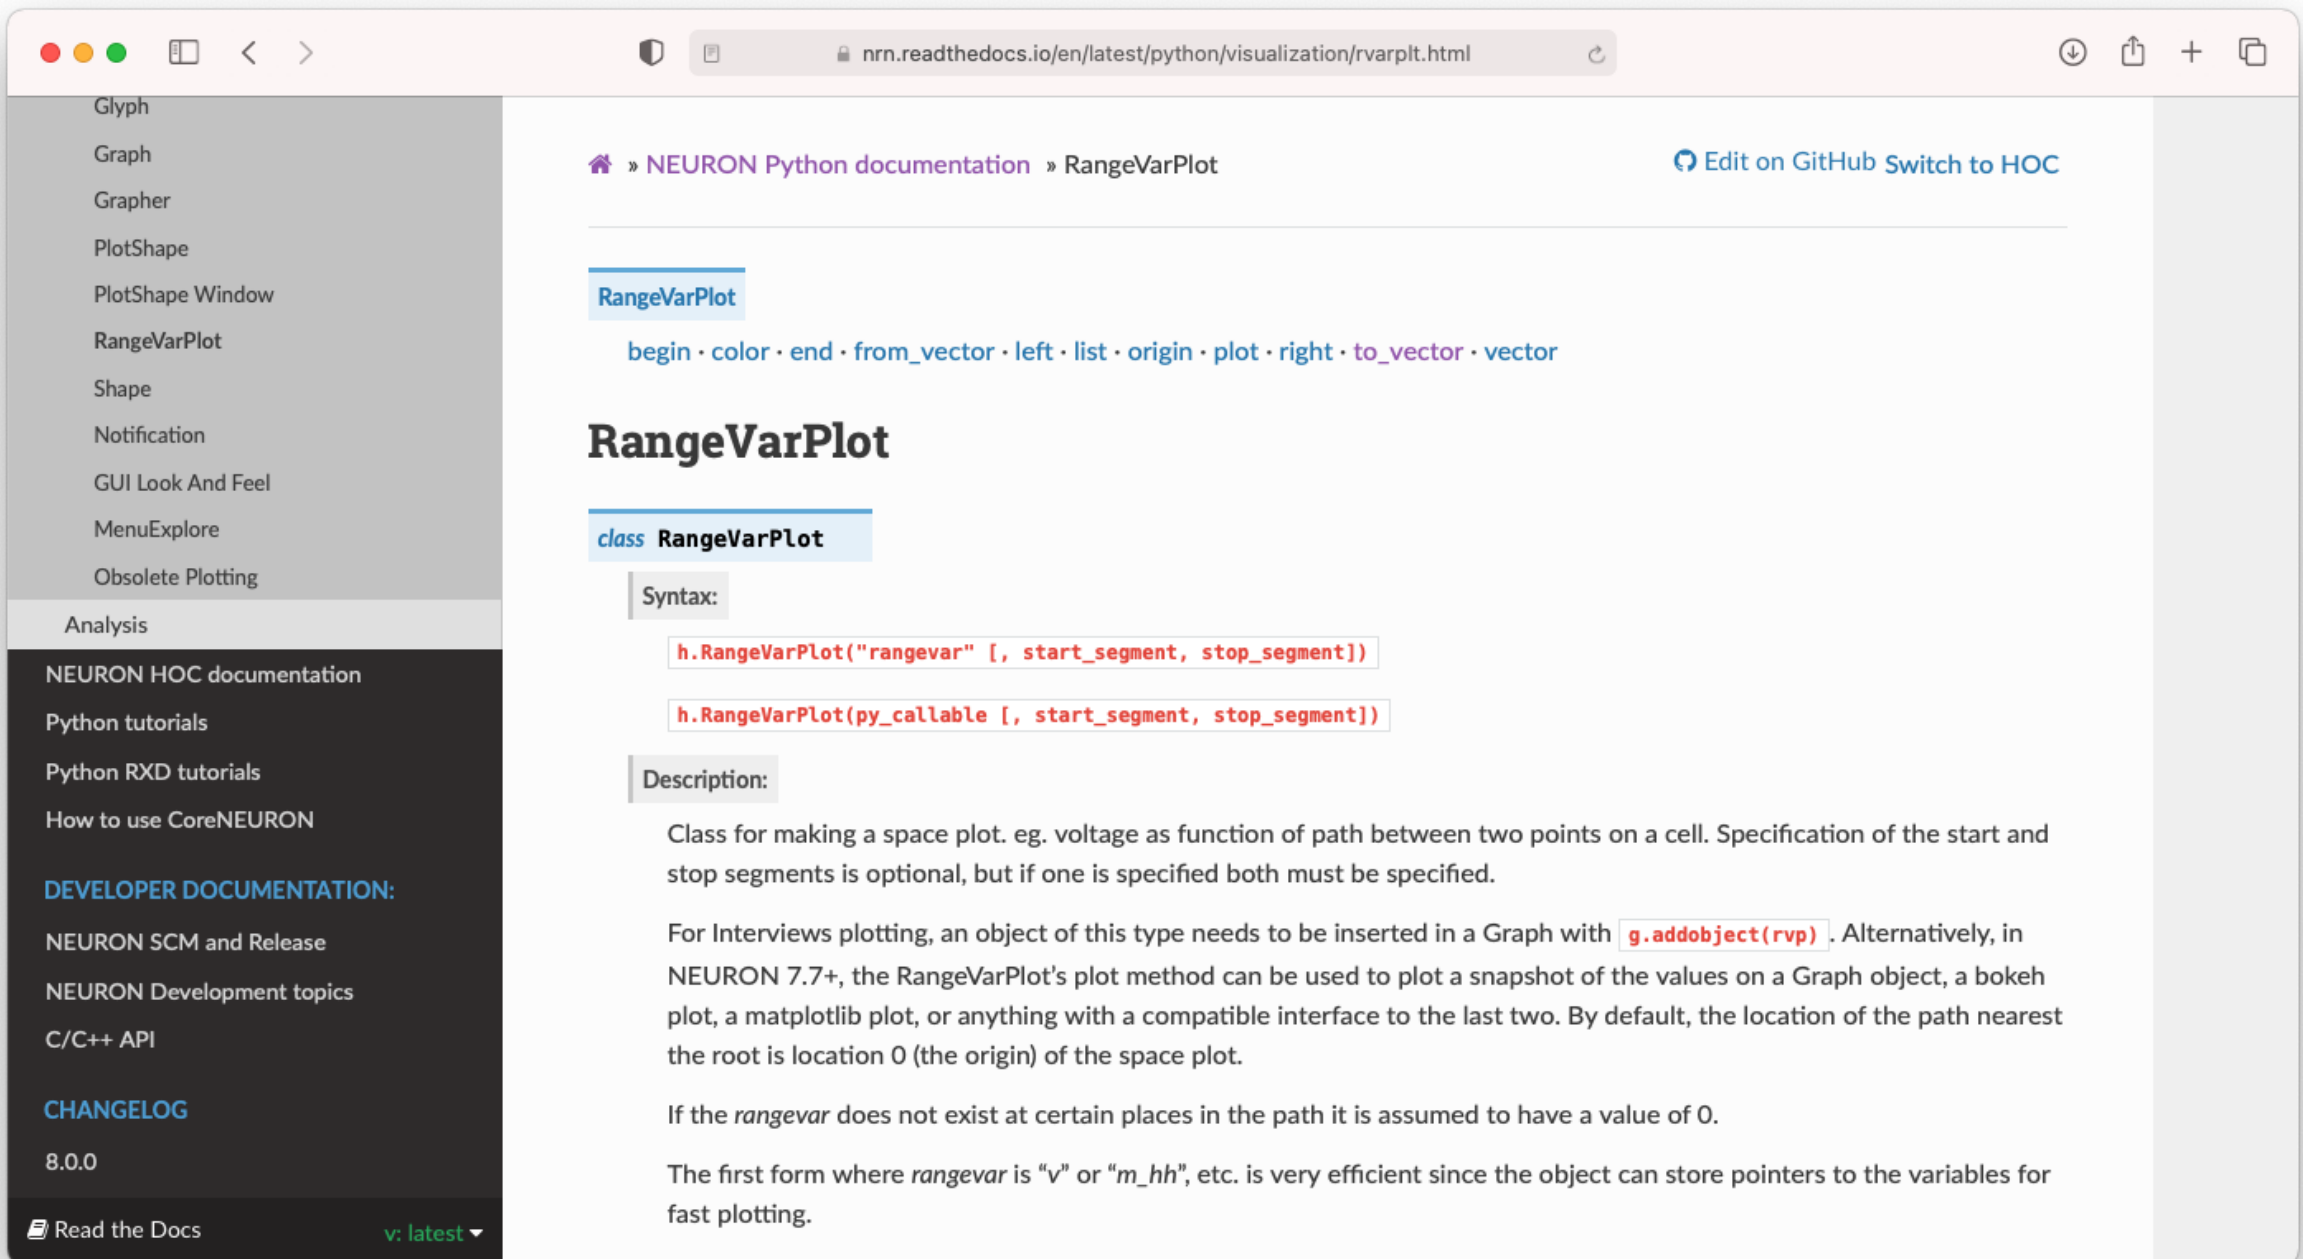 nrn.readthedocs.io/en/latest/python/visualization/rvarplt.html
Glyph
Graph
Grapher
PlotShape
PlotShape Window
RangeVarPlot
Shape
Notification
GUI Look And Feel
MenuExplore
Obsolete Plotting
Analysis
NEURON HOC documentation
Python tutorials
Python RXD tutorials
How to use CoreNEURON
DEVELOPER DOCUMENTATION:
NEURON SCM and Release
NEURON Development topics
C/C++ API
CHANGELOG
8.0.0
Read the Docs v: latest
» NEURON Python documentation » RangeVarPlot
Edit on GitHub Switch to HOC
RangeVarPlot
begin · color · end · from_vector · left · list · origin · plot · right · to_vector · vector
RangeVarPlot
class RangeVarPlot
Syntax:
h.RangeVarPlot("rangevar" [, start_segment, stop_segment])
h.RangeVarPlot(py_callable [, start_segment, stop_segment])
Description:
Class for making a space plot. eg. voltage as function of path between two points on a cell. Specification of the start and
stop segments is optional, but if one is specified both must be specified.
For Interviews plotting, an object of this type needs to be inserted in a Graph with g.addobject(rvp) . Alternatively, in
NEURON 7.7+, the RangeVarPlot’s plot method can be used to plot a snapshot of the values on a Graph object, a bokeh
plot, a matplotlib plot, or anything with a compatible interface to the last two. By default, the location of the path nearest
the root is location 0 (the origin) of the space plot.
If the rangevar does not exist at certain places in the path it is assumed to have a value of 0.
The first form where rangevar is “v” or “m_hh”, etc. is very efficient since the object can store pointers to the variables for
fast plotting.